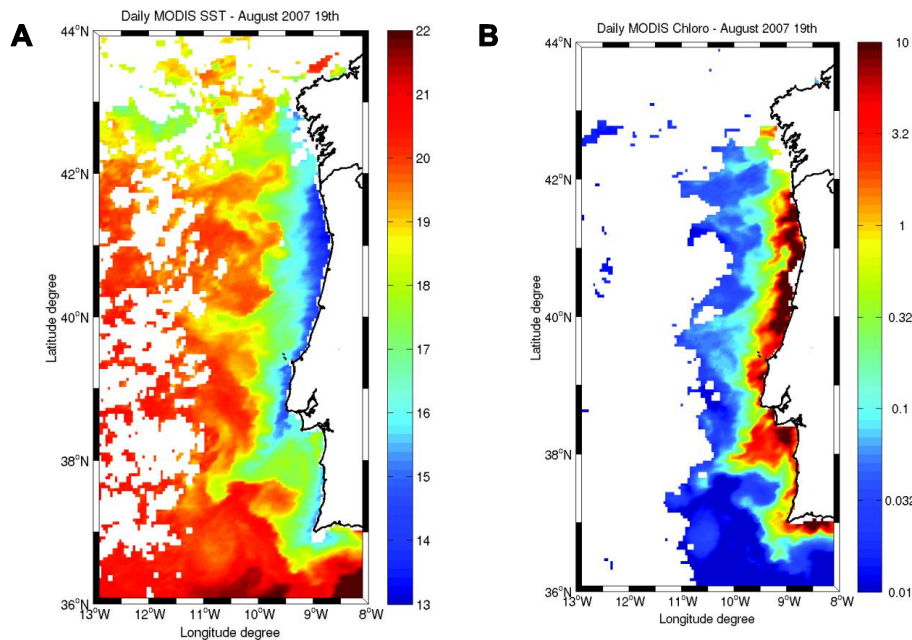 A
Daily MODIS SST - August 2007 19th
44°N
42°N
40°N
38°N
36°N
Latitude degree
13°W
12°W
11°W
10°W
9°W
8°W
Longitude degree
22
21
20
19
18
17
16
15
14
13
B
Daily MODIS Chloro - August 2007 19th
44°N
42°N
40°N
38°N
36°N
Latitude degree
13°W
12°W
11°W
10°W
9°W
8°W
Longitude degree
10
3.2
1
0.32
0.1
0.032
0.01